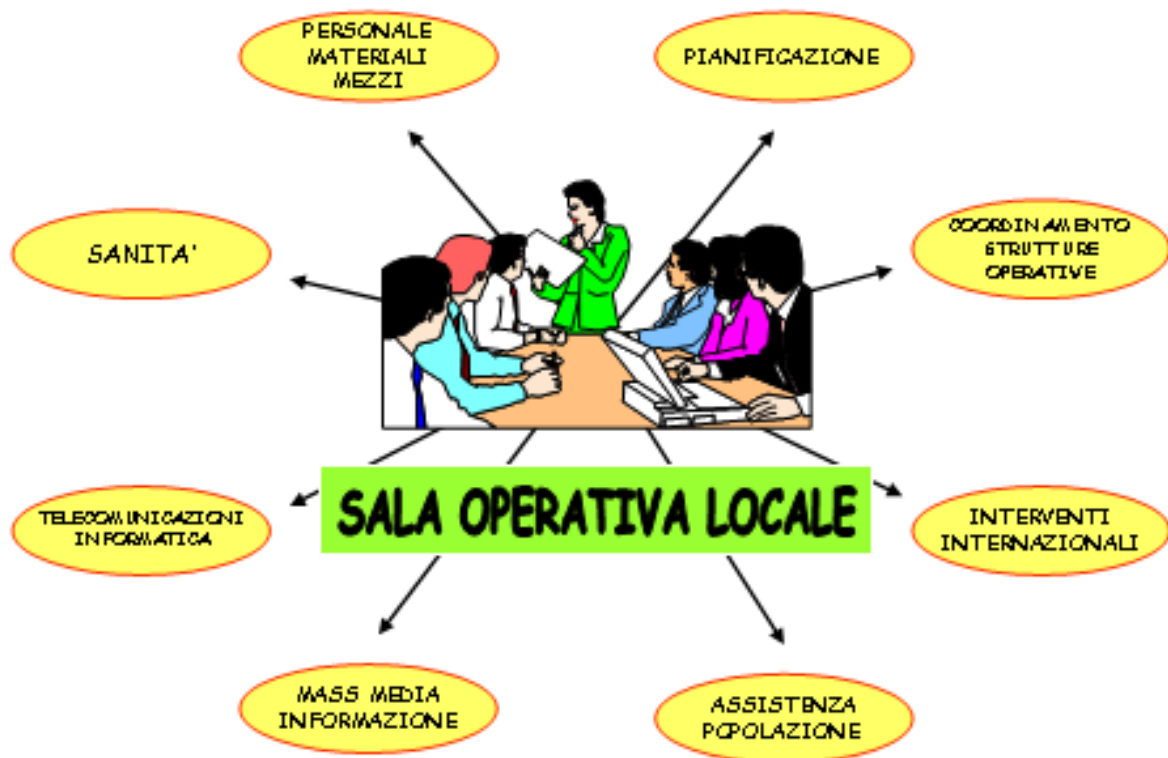 PERSONALE
MATERIALI
MEZZI
PIANIFICAZIONE
SANITA'
COORDINAMENTO
STRUTTURE
OPERATIVE
SALA OPERATIVA LOCALE
TELECOMUNICAZIONI
INFORMATICA
INTERVENTI
INTERNAZIONALI
MASS MEDIA
INFORMAZIONE
ASSISTENZA
POPOLAZIONE